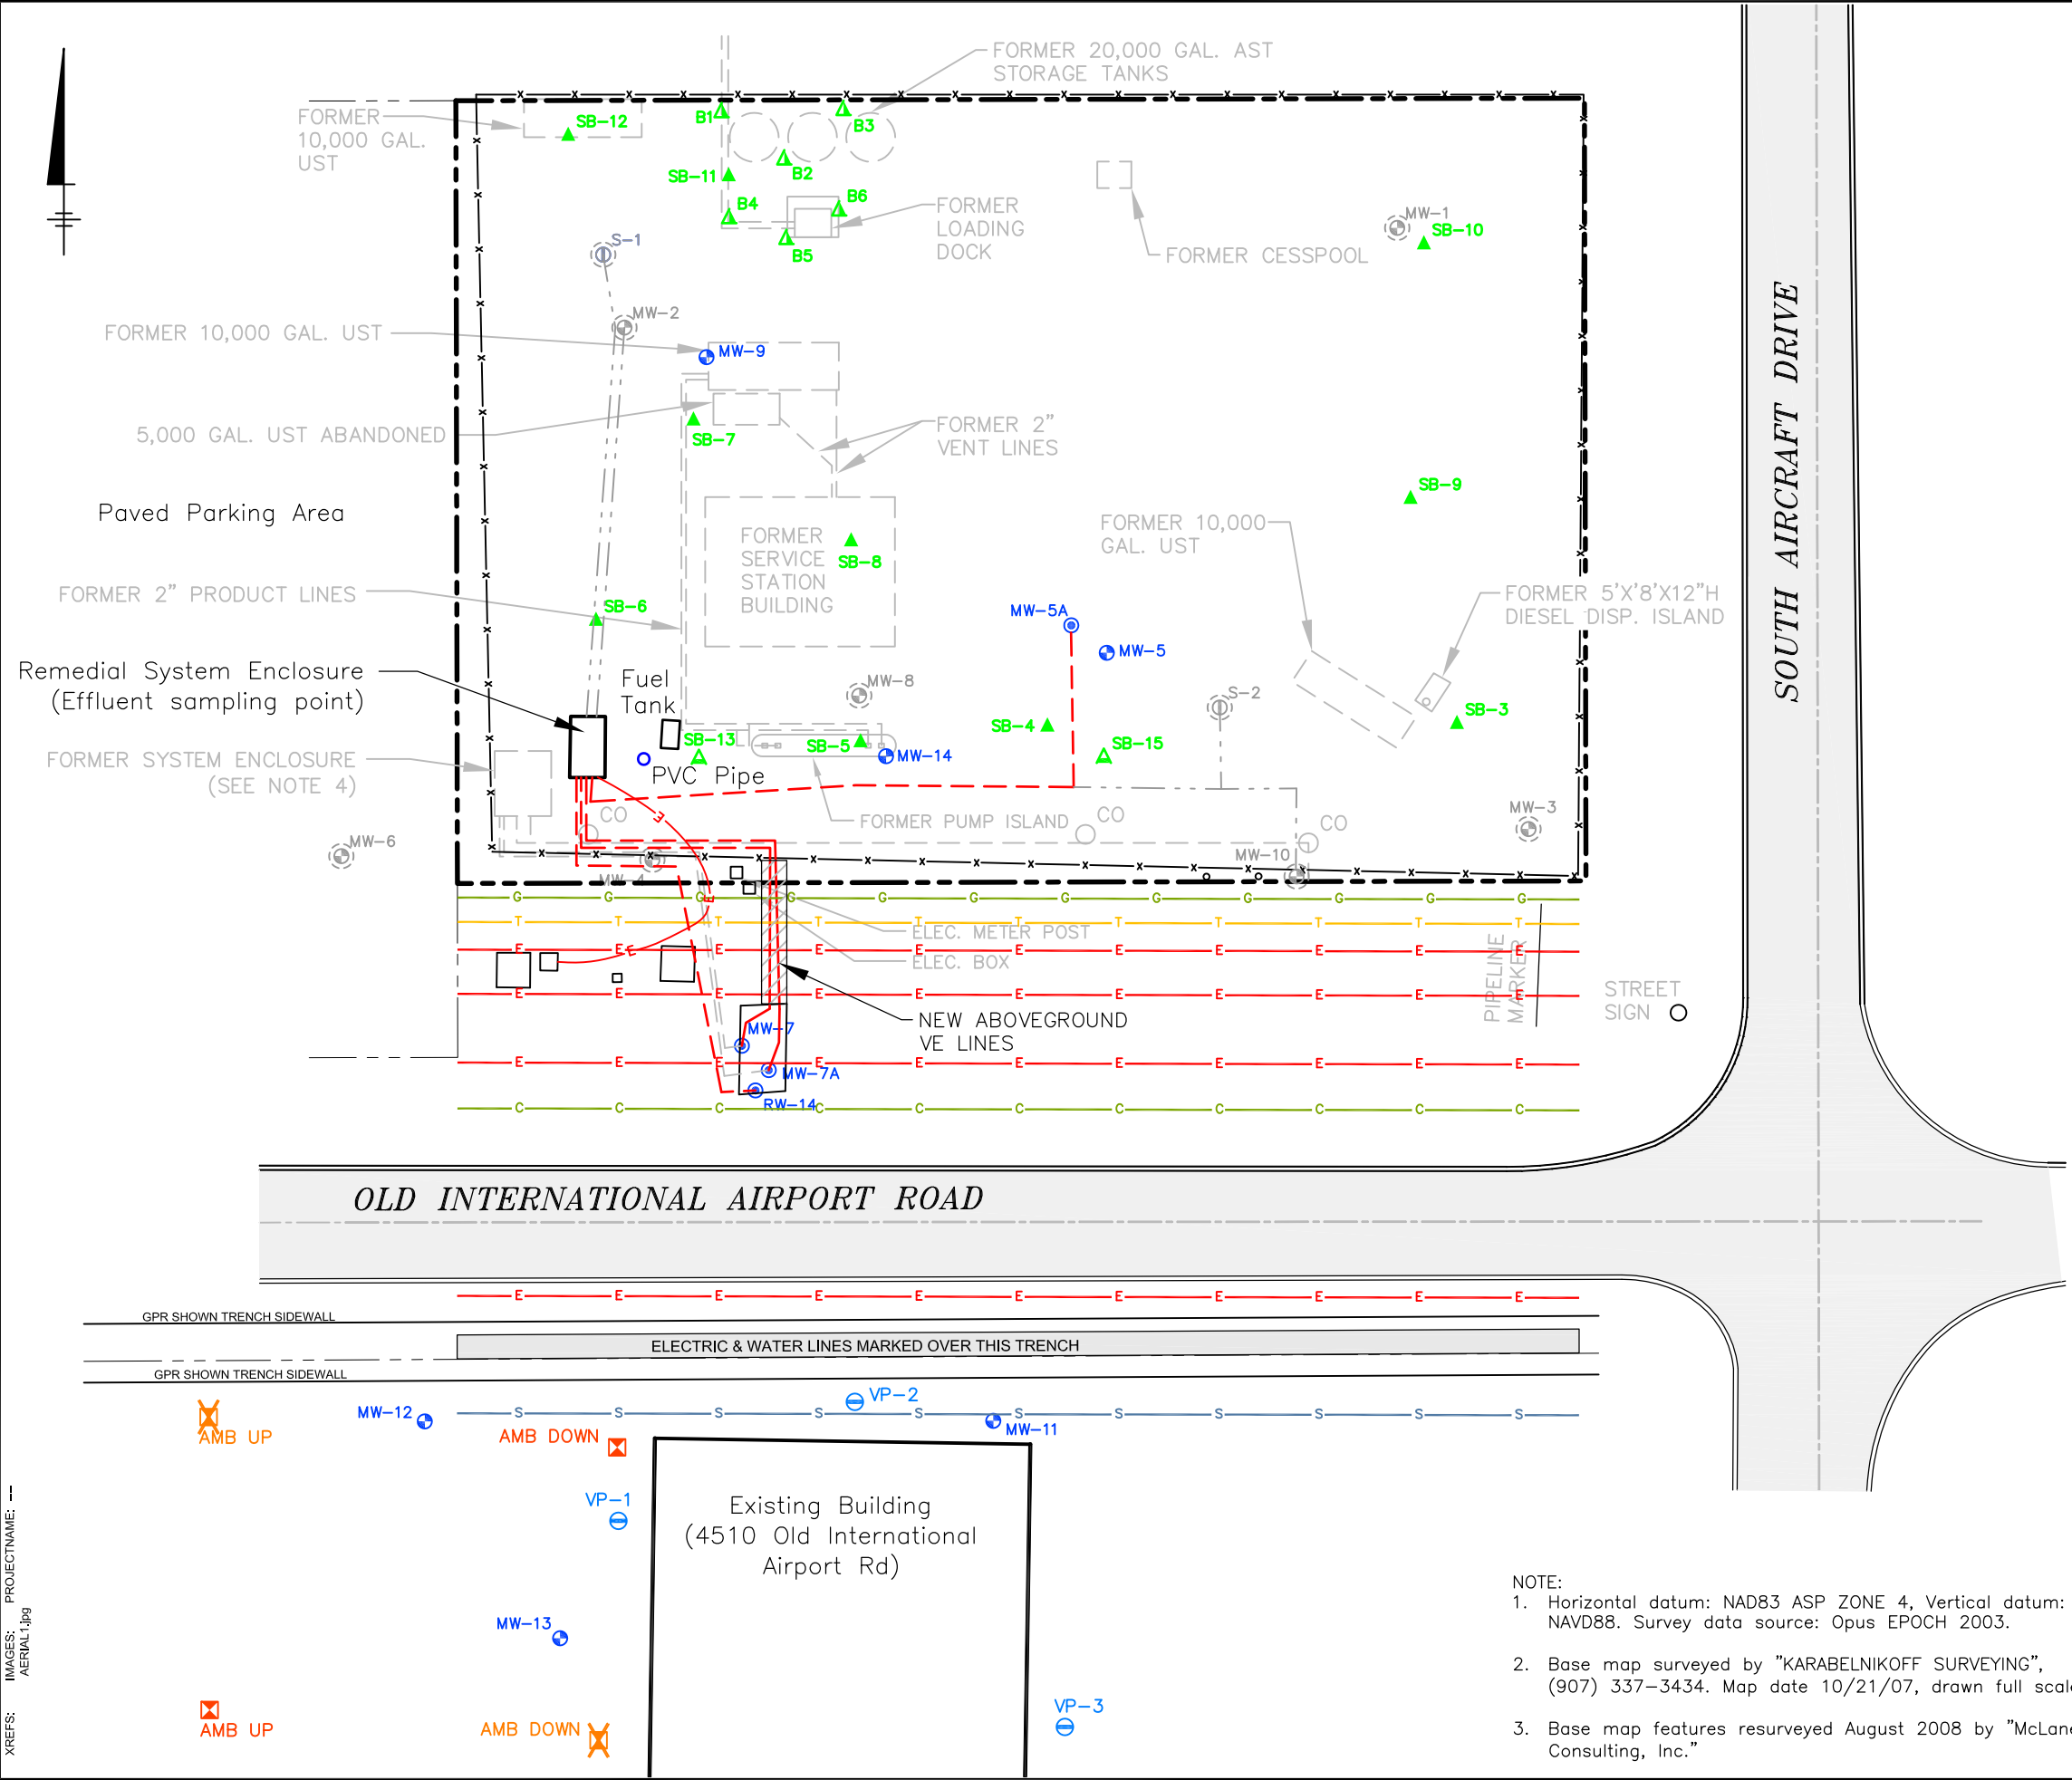 FORMER 20,000 GAL. AST
STORAGE TANKS
FORMER
10,000 GAL.
UST
SB-12
B1
B3
B2
SB-11
B4
B6
B5
FORMER
LOADING
DOCK
FORMER CESSPOOL
MW-1
SB-10
S-1
MW-2
FORMER 10,000 GAL. UST
MW-9
5,000 GAL. UST ABANDONED
SB-7
FORMER 2"
VENT LINES
SB-9
Paved Parking Area
FORMER
SERVICE
STATION
BUILDING
SB-8
FORMER 10,000
GAL. UST
FORMER 2" PRODUCT LINES
SB-6
MW-5A
MW-5
FORMER 5'X'8'X12"H
DIESEL DISP. ISLAND
SOUTH AIRCRAFT DRIVE
Remedial System Enclosure
(Effluent sampling point)
Fuel
Tank
MW-8
S-2
SB-3
SB-4
SB-13
SB-5
MW-14
SB-15
FORMER SYSTEM ENCLOSURE
(SEE NOTE 4)
PVC Pipe
CO
FORMER PUMP ISLAND
CO
CO
MW-3
MW-6
MW-4
MW-10
E
E
E
G G G G G G G G G G G G
T T T T T T T T T T T
ELEC. METER POST
E E E E E E E E E E E
ELEC. BOX
E E E E E E E E E E E
PIPELINE
MARKER
STREET
SIGN
NEW ABOVEGROUND
VE LINES
MW-7
E E E E E E E E E E E
MW-7A
RW-14
C C C C C C C C C C C
OLD INTERNATIONAL AIRPORT ROAD
E E E E E E E E E E E
GPR SHOWN TRENCH SIDEWALL
ELECTRIC & WATER LINES MARKED OVER THIS TRENCH
GPR SHOWN TRENCH SIDEWALL
VP-2
MW-12
S S S S S S S S S S S
MW-11
AMB UP
AMB DOWN
VP-1
Existing Building
(4510 Old International
Airport Rd)
MW-13
AMB UP
AMB DOWN
VP-3
NOTE:
1. Horizontal datum: NAD83 ASP ZONE 4, Vertical datum:
NAVD88. Survey data source: Opus EPOCH 2003.
2. Base map surveyed by "KARABELNIKOFF SURVEYING",
(907) 337-3434. Map date 10/21/07, drawn full scale
3. Base map features resurveyed August 2008 by "McLane
Consulting, Inc."
XREFS: IMAGES: PROJECTNAME: --
AERIAL1.jpg